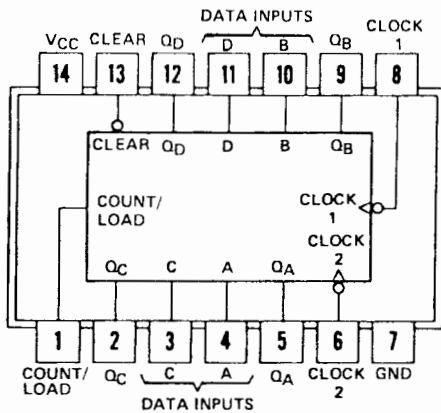 DATA INPUTS
VCC CLEAR QD D B QB CLOCK 1
14 13 12 11 10 9 8
CLEAR QD D B QB
COUNT/
LOAD
CLOCK
1
CLOCK
2
QC C A QA
1 2 3 4 5 6 7
COUNT/
LOAD
QC C A QA CLOCK
2
GND
DATA INPUTS